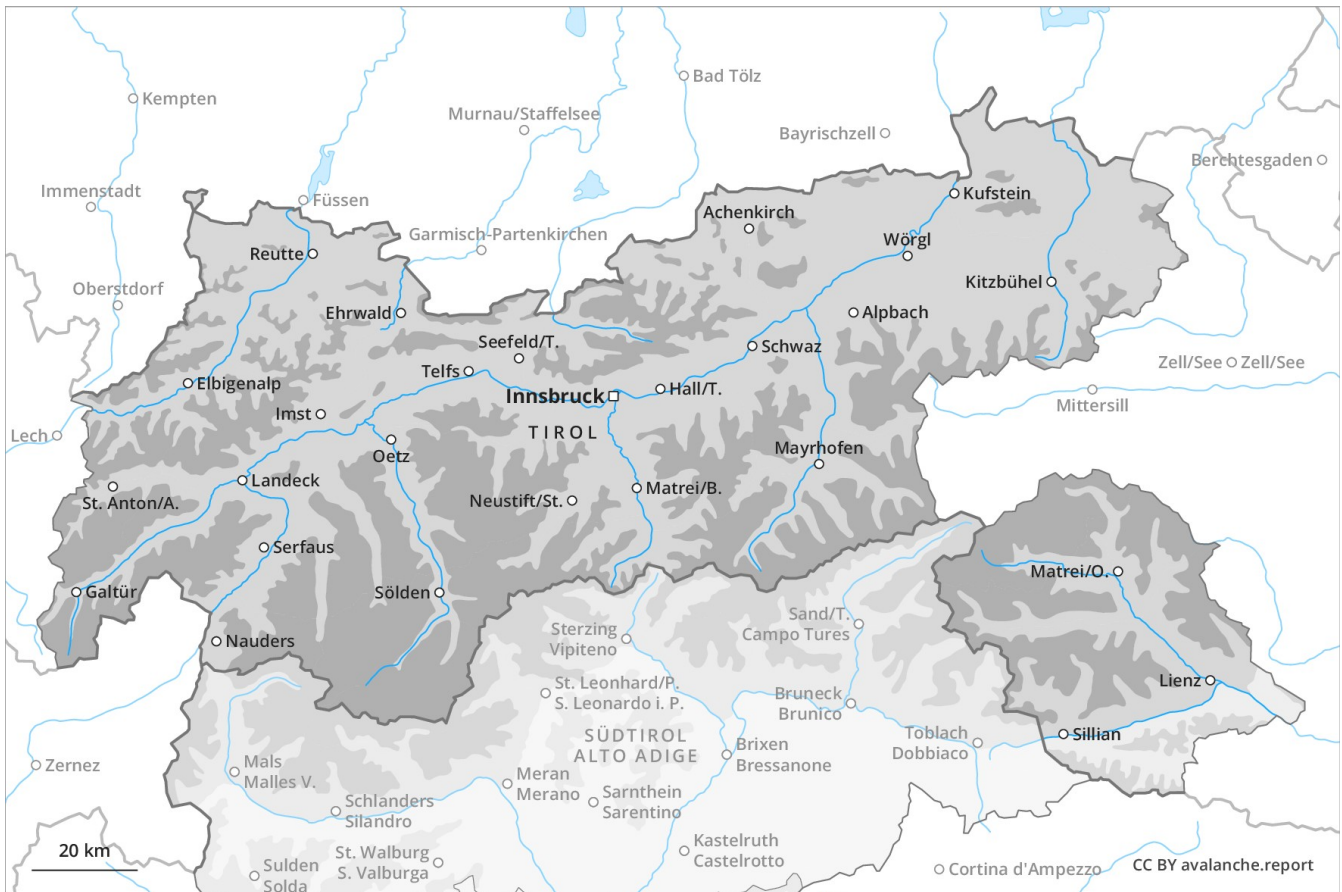 Kempten
Bad Tölz
Murnau/Staffelsee
Bayrischzell
Berchtesgaden
Immenstadt
Füssen
Kufstein
Achenkirch
Garmisch-Partenkirchen
Wörgl
Reutte
Oberstdorf
Kitzbühel
Ehrwald
Alpbach
Seefeld/T.
Schwaz
Telfs
Zell/See
Zell/See
Elbigenalp
Hall/T.
Innsbruck
Mittersill
Imst
TIROL
Lech
Oetz
Mayrhofen
Landeck
Matrei/B.
St. Anton/A.
Neustift/St.
Serfaus
Matrei/O.
Galtür
Sölden
Sand/T.
Campo Tures
Sterzing
Vipiteno
Nauders
Lienz
St. Leonhard/P.
S. Leonardo i. P.
Bruneck
Brunico
Toblach
Dobbiaco
Sillian
SÜDTIROL
ALTO ADIGE
Brixen
Bressanone
Zernez
Mals
Malles V.
Meran
Merano
Sarnthein
Sarentino
Schlanders
Silandro
Kastelruth
Castelrotto
20 km
St. Walburg
S. Valburga
Sulden
Solda
Cortina d'Ampezzo
CC BY avalanche.report